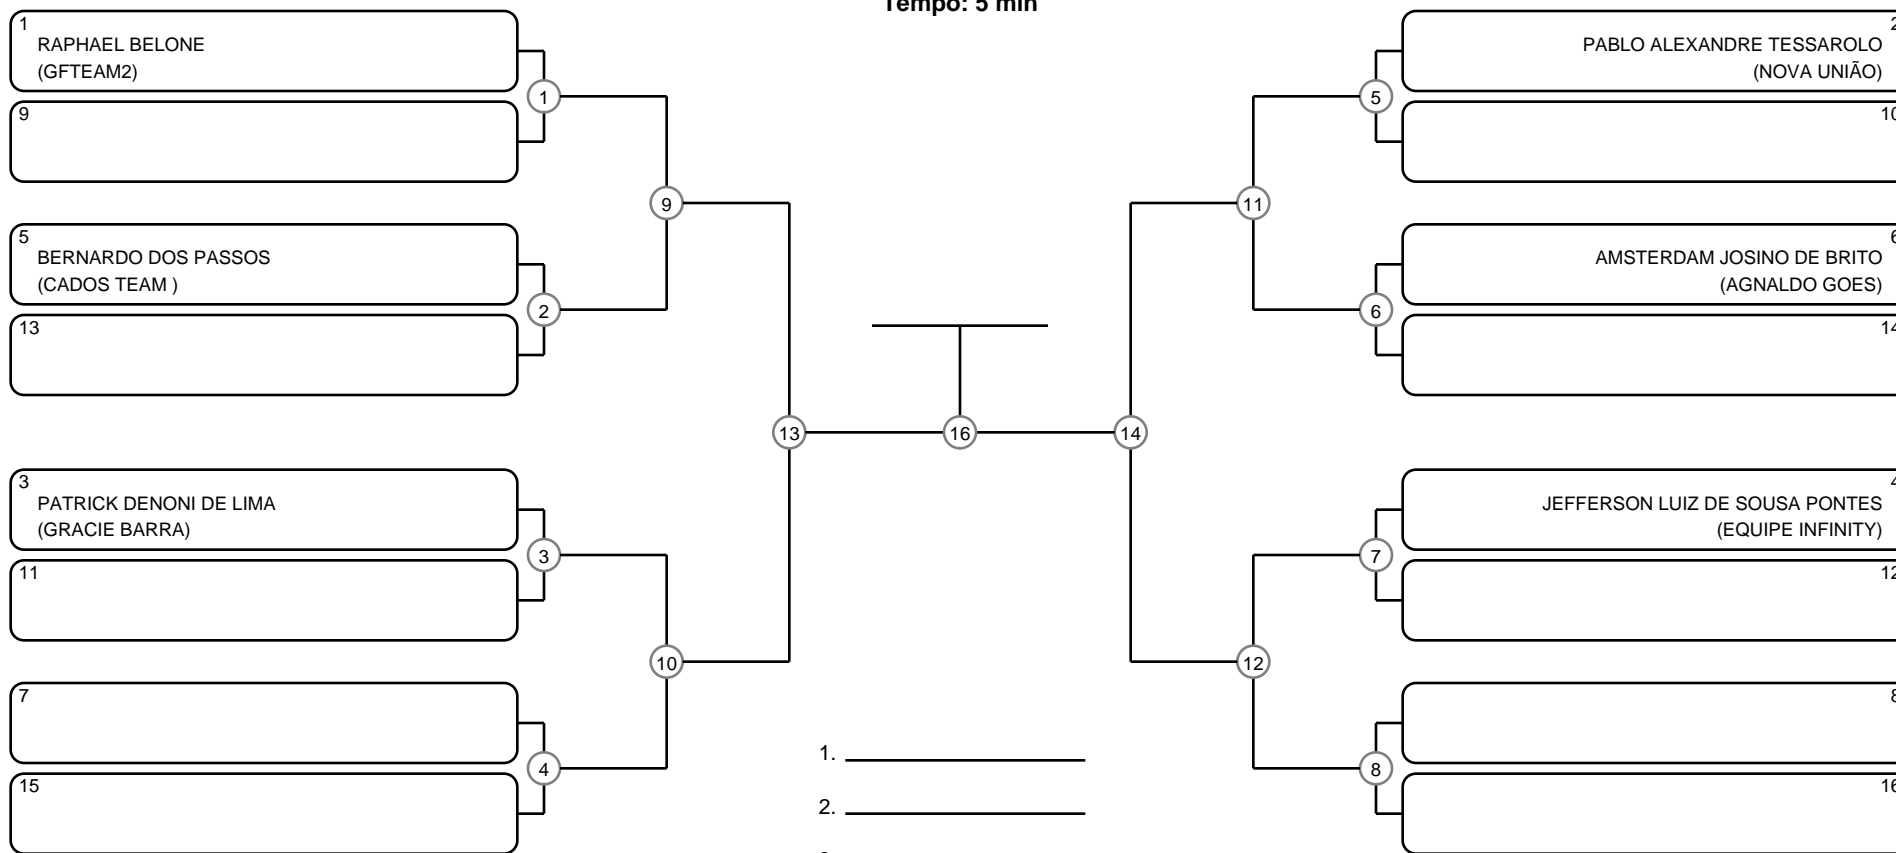 Tempo: 5 min
1
RAPHAEL BELONE
(GFTEAM2)
9
5
BERNARDO DOS PASSOS
(CADOS TEAM )
13
3
PATRICK DENONI DE LIMA
(GRACIE BARRA)
11
7
15
1
2
3
4
9
10
13
16
14
11
12
5
6
7
8
2
PABLO ALEXANDRE TESSAROLO
(NOVA UNIÃO)
10
6
AMSTERDAM JOSINO DE BRITO
(AGNALDO GOES)
14
4
JEFFERSON LUIZ DE SOUSA PONTES
(EQUIPE INFINITY)
12
8
16
1.
2.